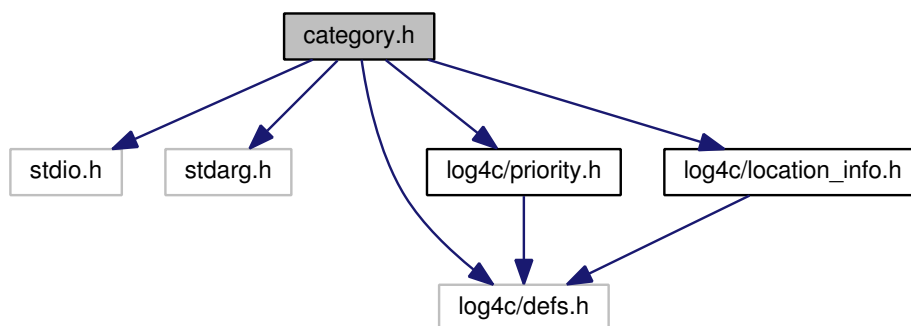 category.h
stdio.h
stdarg.h
log4c/priority.h
log4c/location_info.h
log4c/defs.h